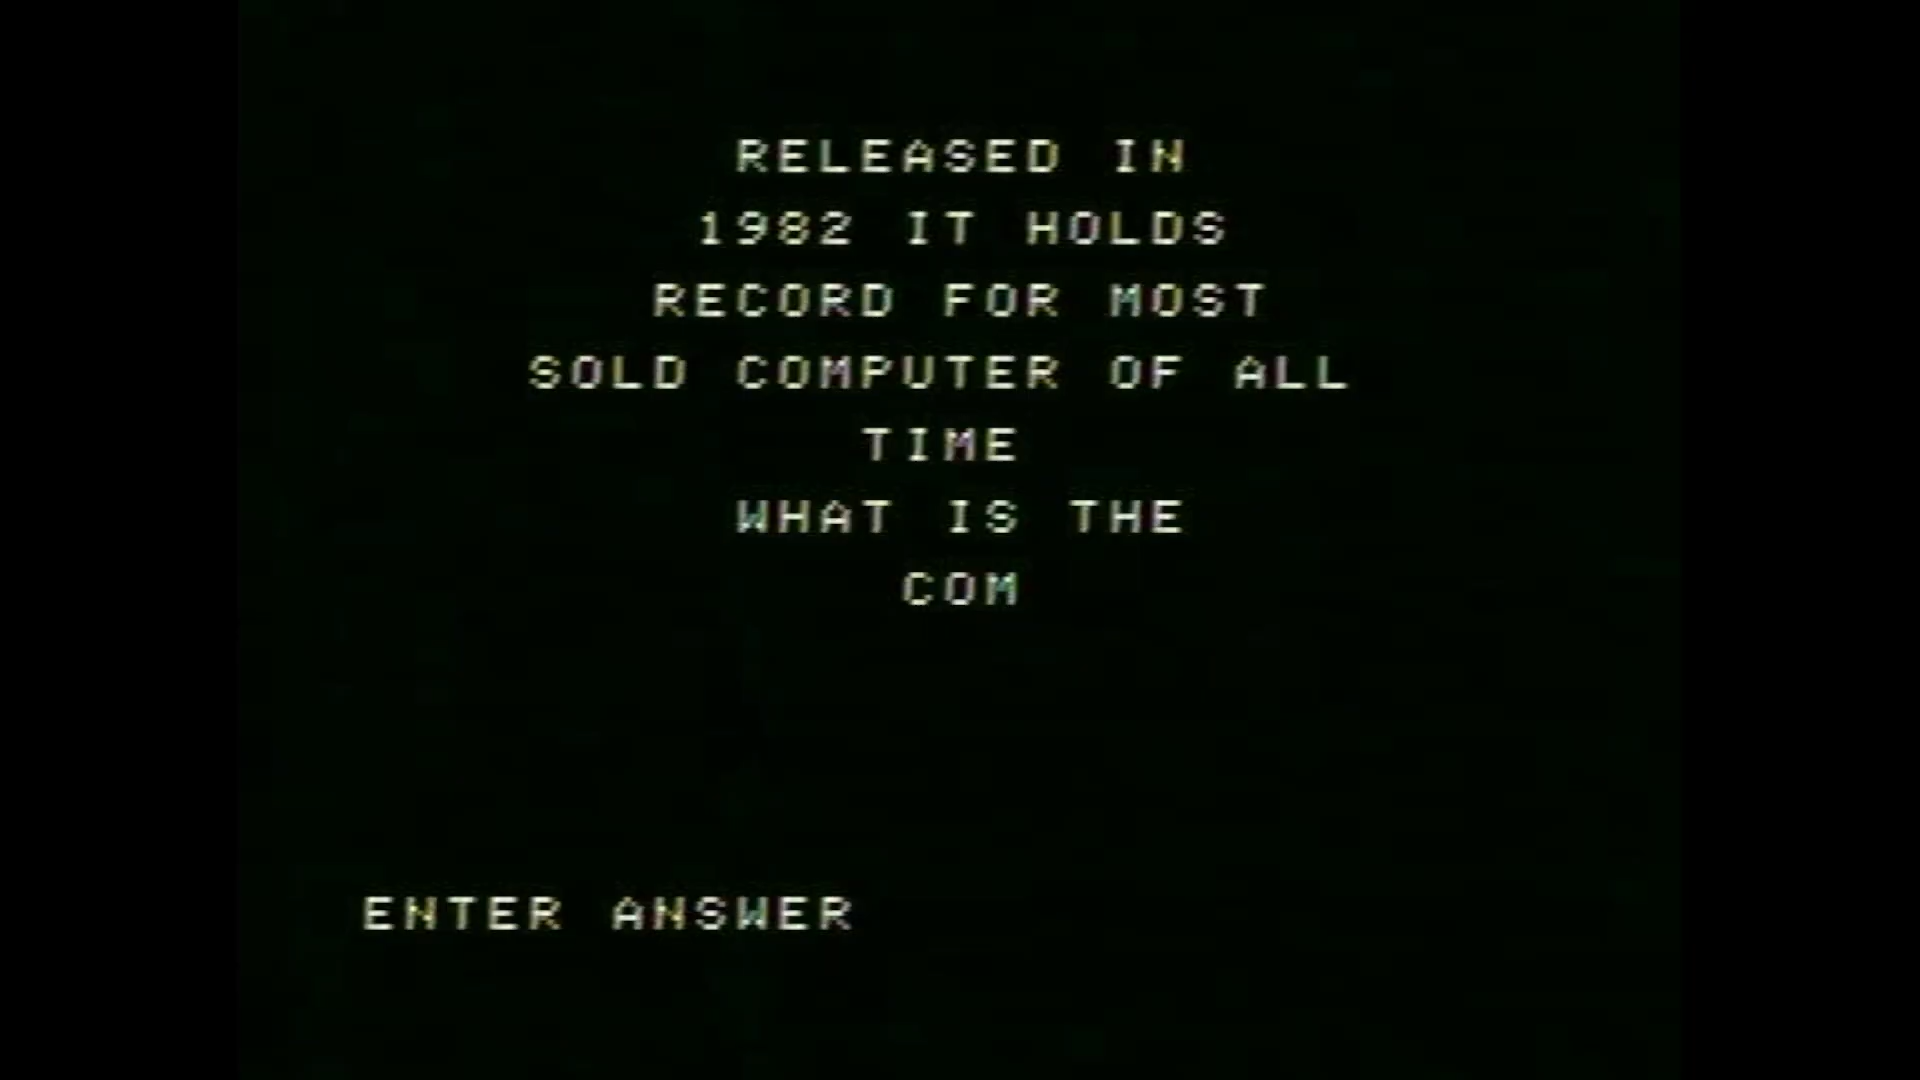 RELEASED IN
1982 IT HOLDS
RECORD FOR MOST
SOLD COMPUTER OF ALL
TIME
WHAT IS THE
COM
ENTER ANSWER